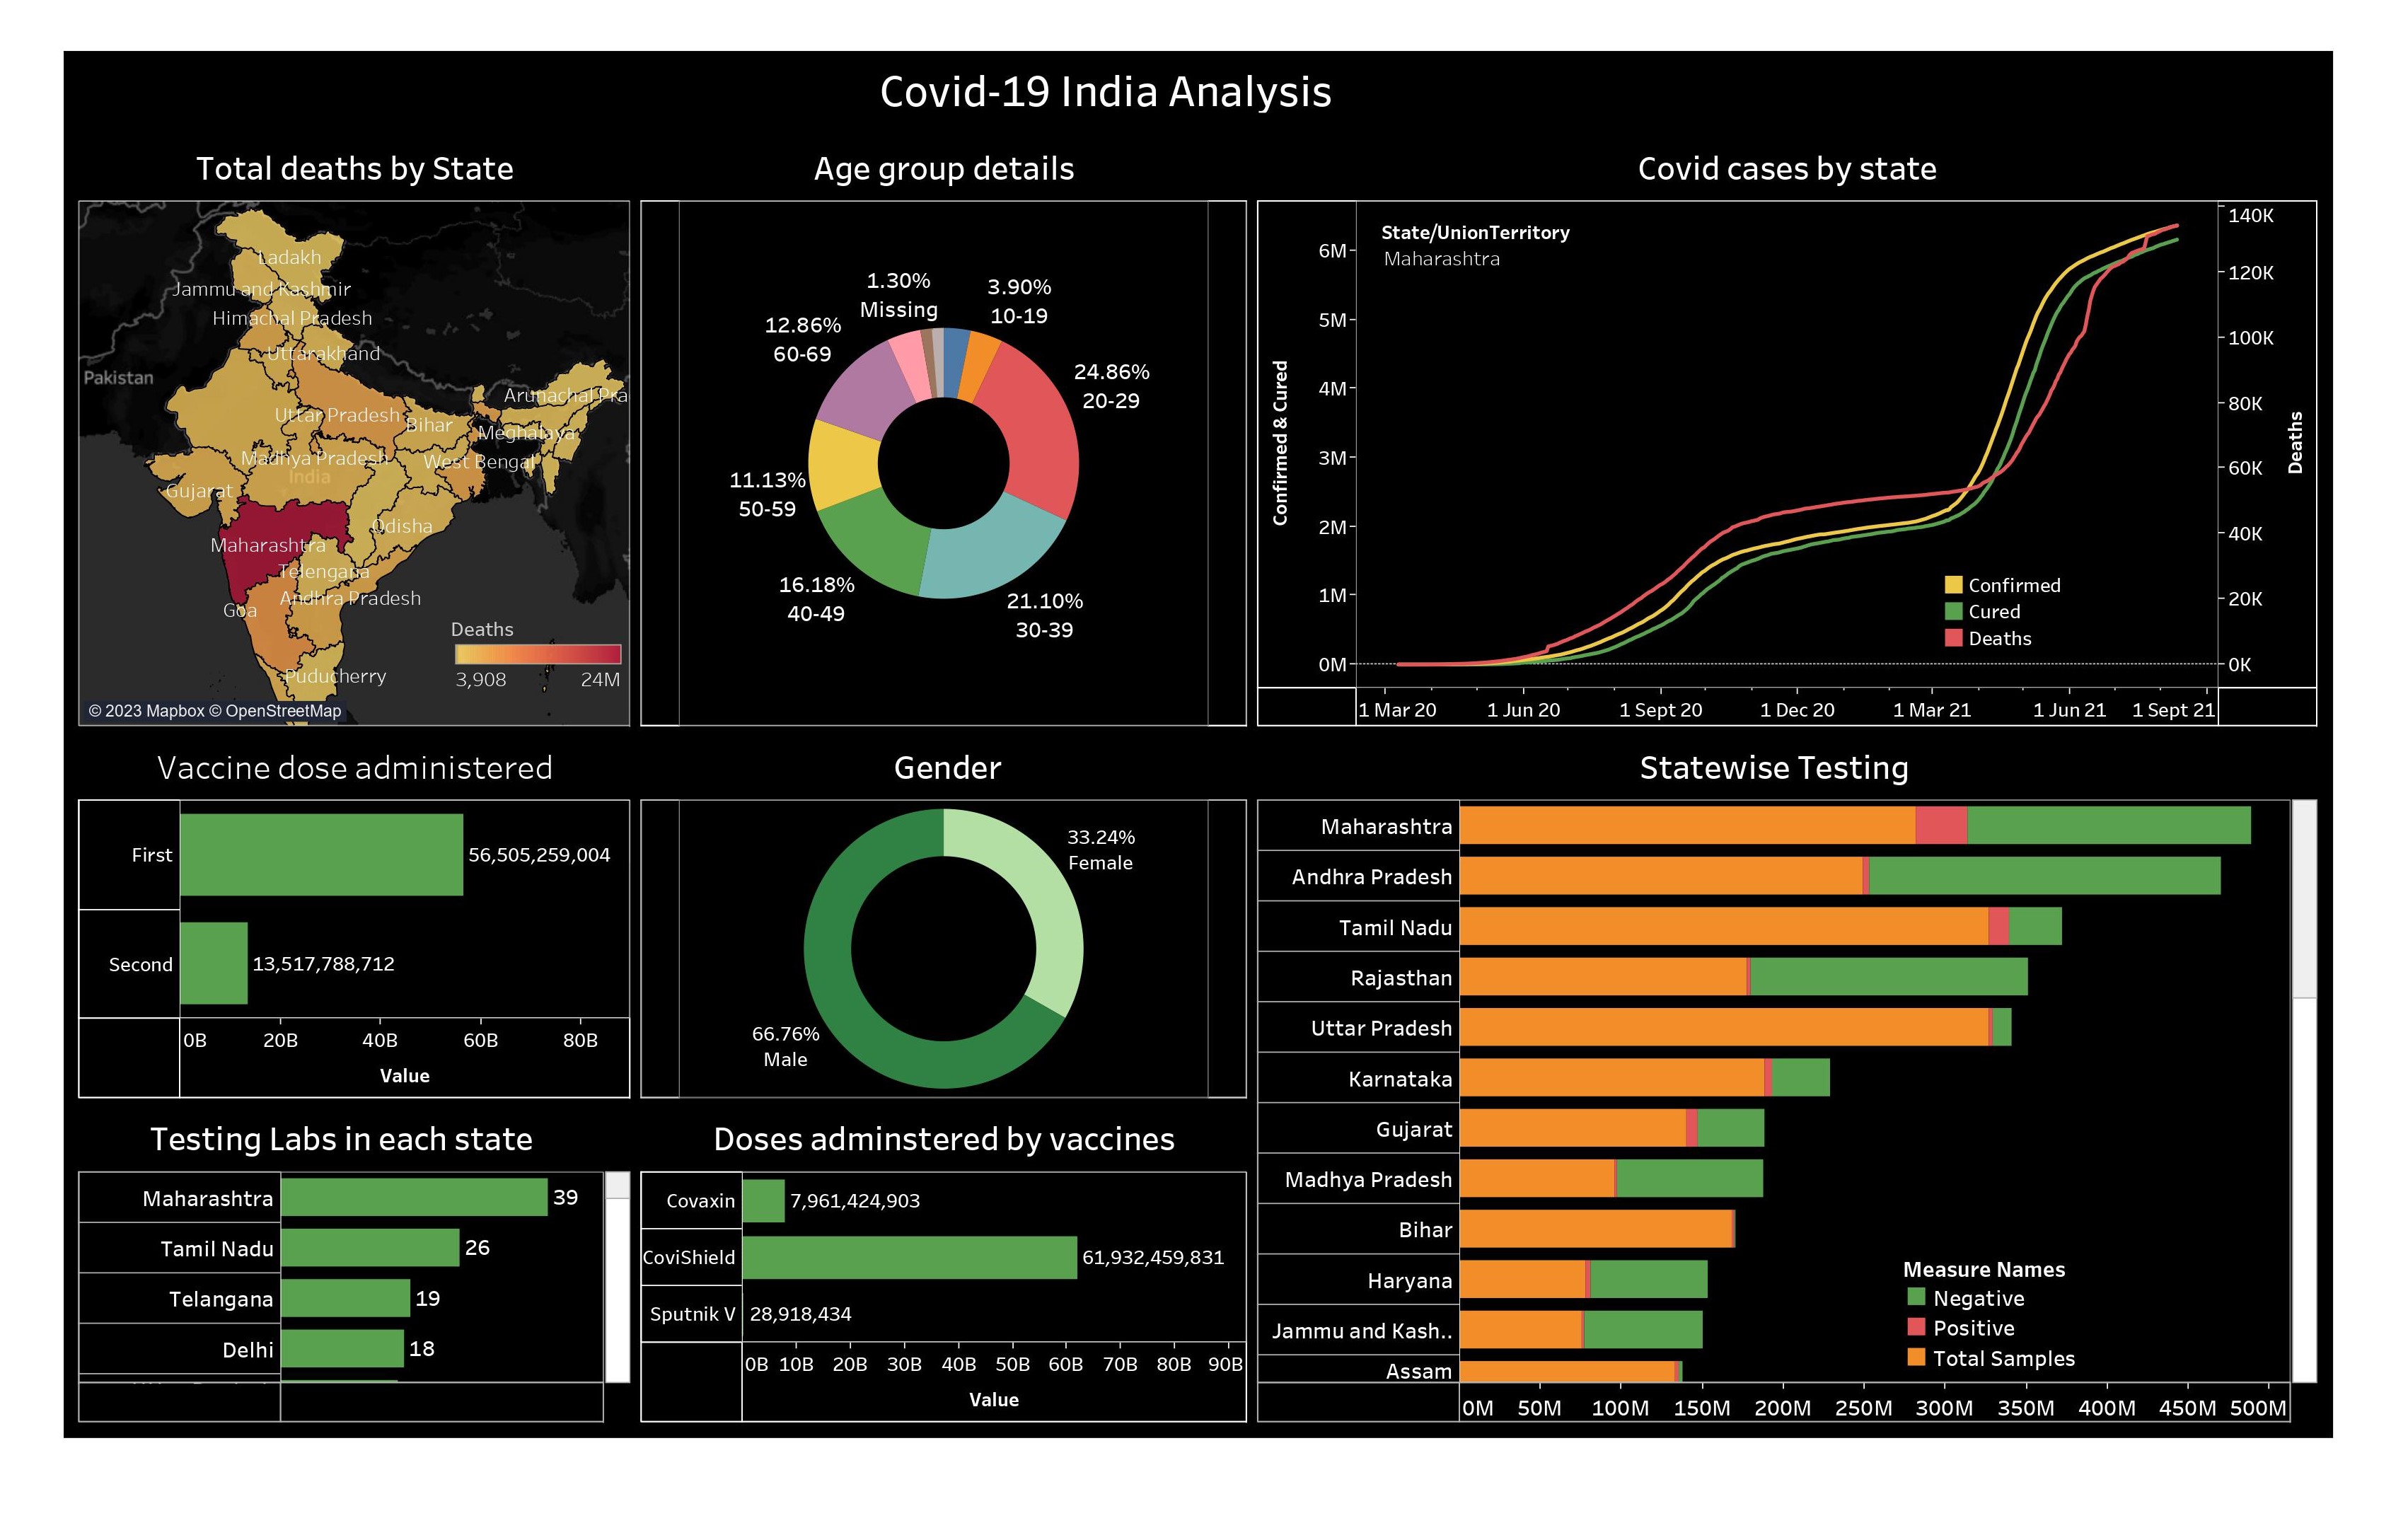 Covid-19 India Analysis
Total deaths by State
Ladakh
Jammu and Kashmir
Himachal Pradesh
Uttarakhand
Pakistan
Arunachal Pra
Uttar Pradesh
Bihar
Meghalaya
Madhya Pradesh
West Bengal
India
Gujarat
Odisha
Maharashtra
Telengana
Andhra Pradesh
Goa
Puducherry
Deaths
3,908 24M
© 2023 Mapbox © OpenStreetMap
Age group details
1.30%
Missing
3.90%
10-19
12.86%
60-69
24.86%
20-29
11.13%
50-59
16.18%
40-49
21.10%
30-39
Covid cases by state
State/UnionTerritory
Maharashtra
Confirmed & Cured
6M
5M
4M
3M
2M
1M
0M
140K
120K
100K
80K
60K
40K
20K
0K
Deaths
Confirmed
Cured
Deaths
1 Mar 20 1 Jun 20 1 Sept 20 1 Dec 20 1 Mar 21 1 Jun 21 1 Sept 21
Vaccine dose administered
First 56,505,259,004
Second 13,517,788,712
0B 20B 40B 60B 80B
Value
Gender
33.24%
Female
66.76%
Male
Statewise Testing
Maharashtra
Andhra Pradesh
Tamil Nadu
Rajasthan
Uttar Pradesh
Karnataka
Gujarat
Madhya Pradesh
Bihar
Haryana
Jammu and Kash..
Assam
Measure Names
Negative
Positive
Total Samples
0M 50M 100M 150M 200M 250M 300M 350M 400M 450M 500M
Testing Labs in each state
Maharashtra 39
Tamil Nadu 26
Telangana 19
Delhi 18
Doses adminstered by vaccines
Covaxin 7,961,424,903
CoviShield 61,932,459,831
Sputnik V 28,918,434
0B 10B 20B 30B 40B 50B 60B 70B 80B 90B
Value